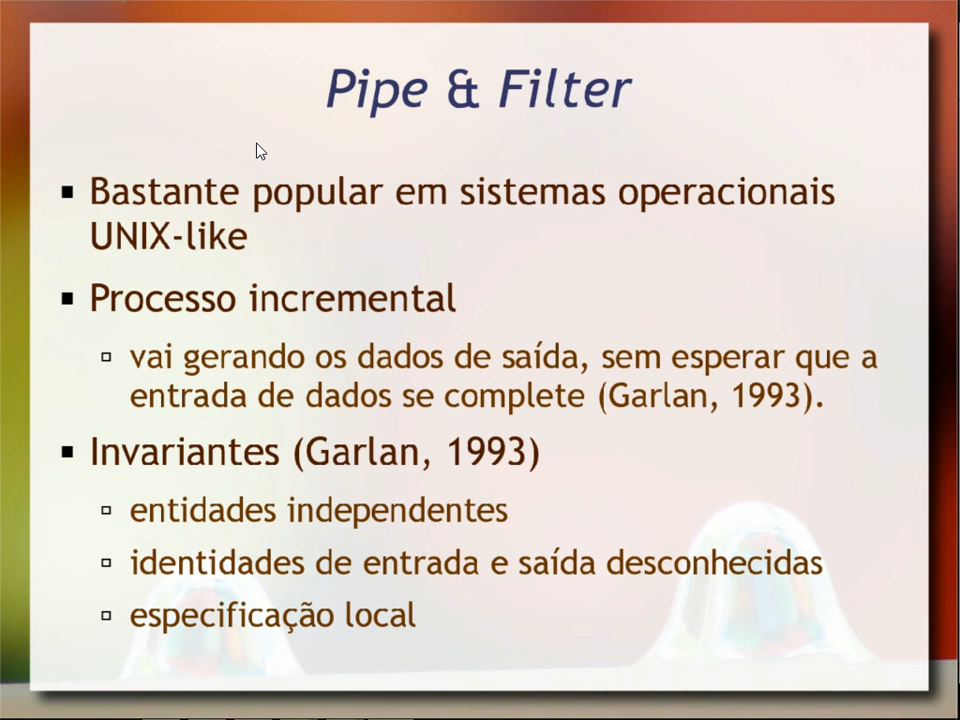 Pipe & Filter
Bastante popular em sistemas operacionais
UNIX-like
Processo incremental
vai gerando os dados de saída, sem esperar que a
entrada de dados se complete (Garlan, 1993).
Invariantes (Garlan, 1993)
entidades independentes
identidades de entrada e saída desconhecidas
especificação local